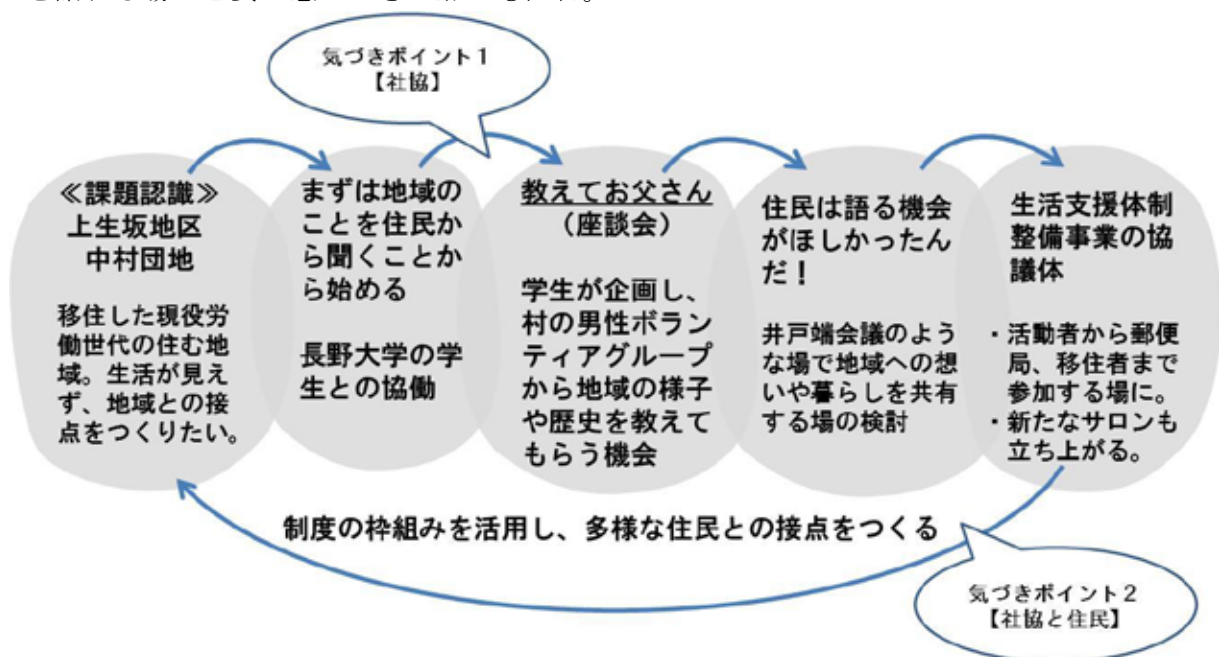 気づきポイント1
【社協】
≪課題認識≫
上生坂地区
中村団地
移住した現役労
働世代の住む地
域。生活が見え
ず、地域との接
点をつくりたい。
まずは地域の
ことを住民か
ら聞くことか
ら始める
長野大学の学
生との協働
教えてお父さん
（座談会）
学生が企画し、
村の男性ボラン
ティアグループ
から地域の様子
や歴史を教えて
もらう機会
住民は語る機会
がほしかったん
だ！
井戸端会議のよう
な場で地域への想
いや暮らしを共有
する場の検討
生活支援体制
整備事業の協
議体
・活動者から郵便
局、移住者まで
参加する場に。
・新たなサロンも
立ち上がる。
制度の枠組みを活用し、多様な住民との接点をつくる
気づきポイント2
【社協と住民】